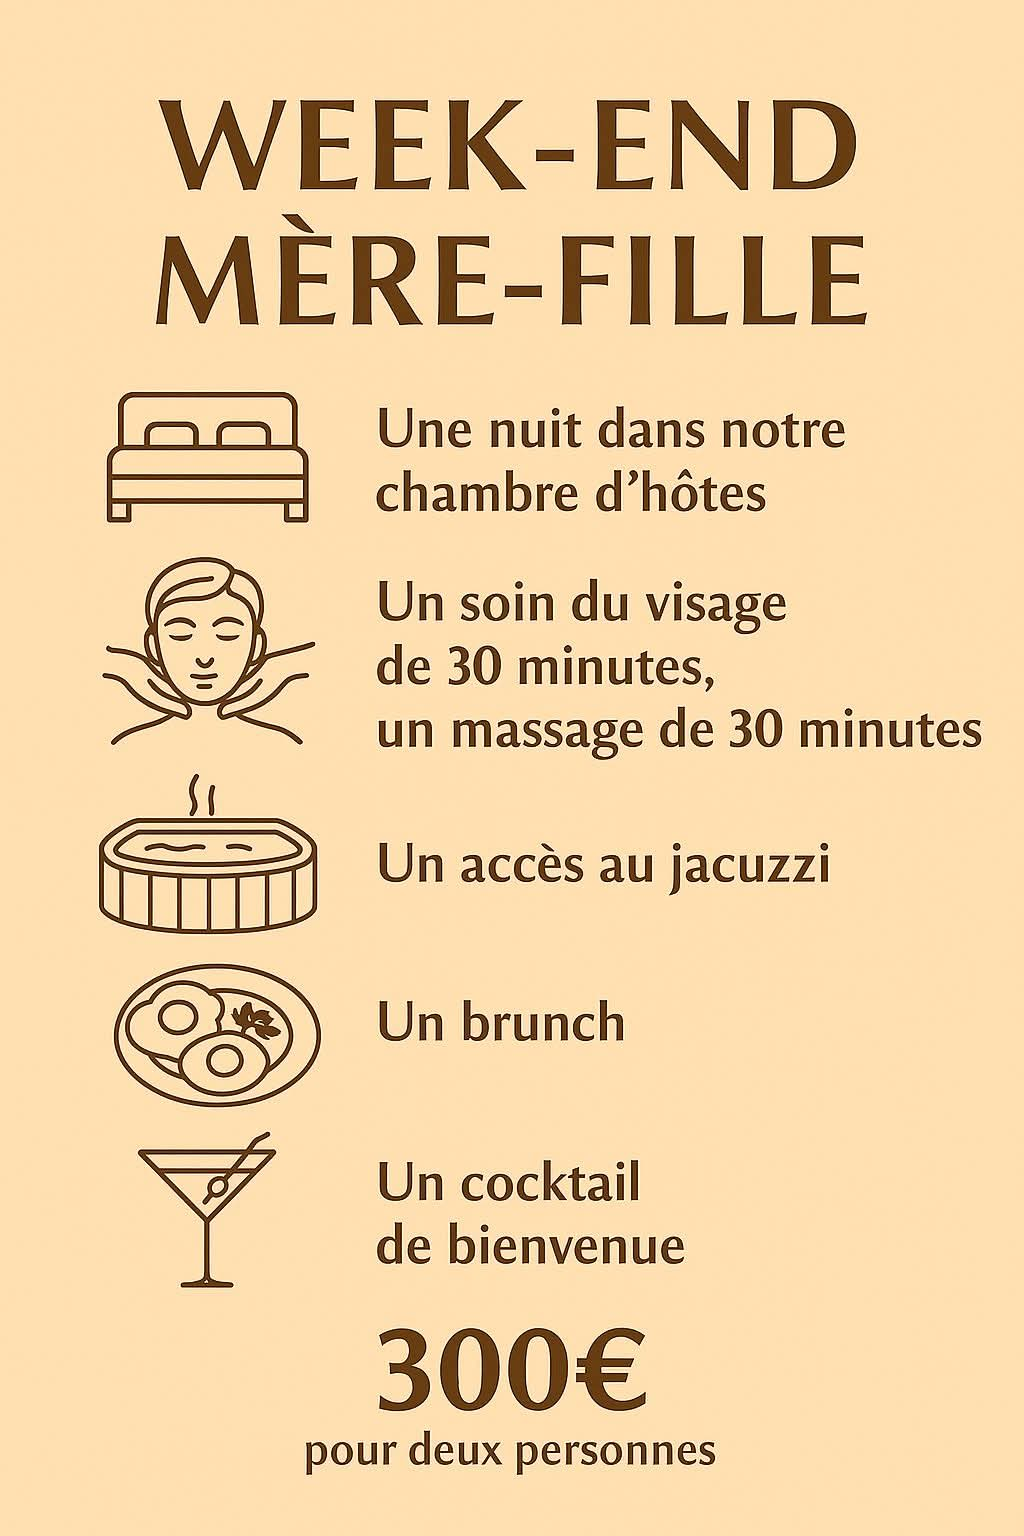 WEEK-END
MÈRE-FILLE
Une nuit dans notre
chambre d’hôtes
Un soin du visage
de 30 minutes,
un massage de 30 minutes
Un accès au jacuzzi
Un brunch
Un cocktail
de bienvenue
300€
pour deux personnes